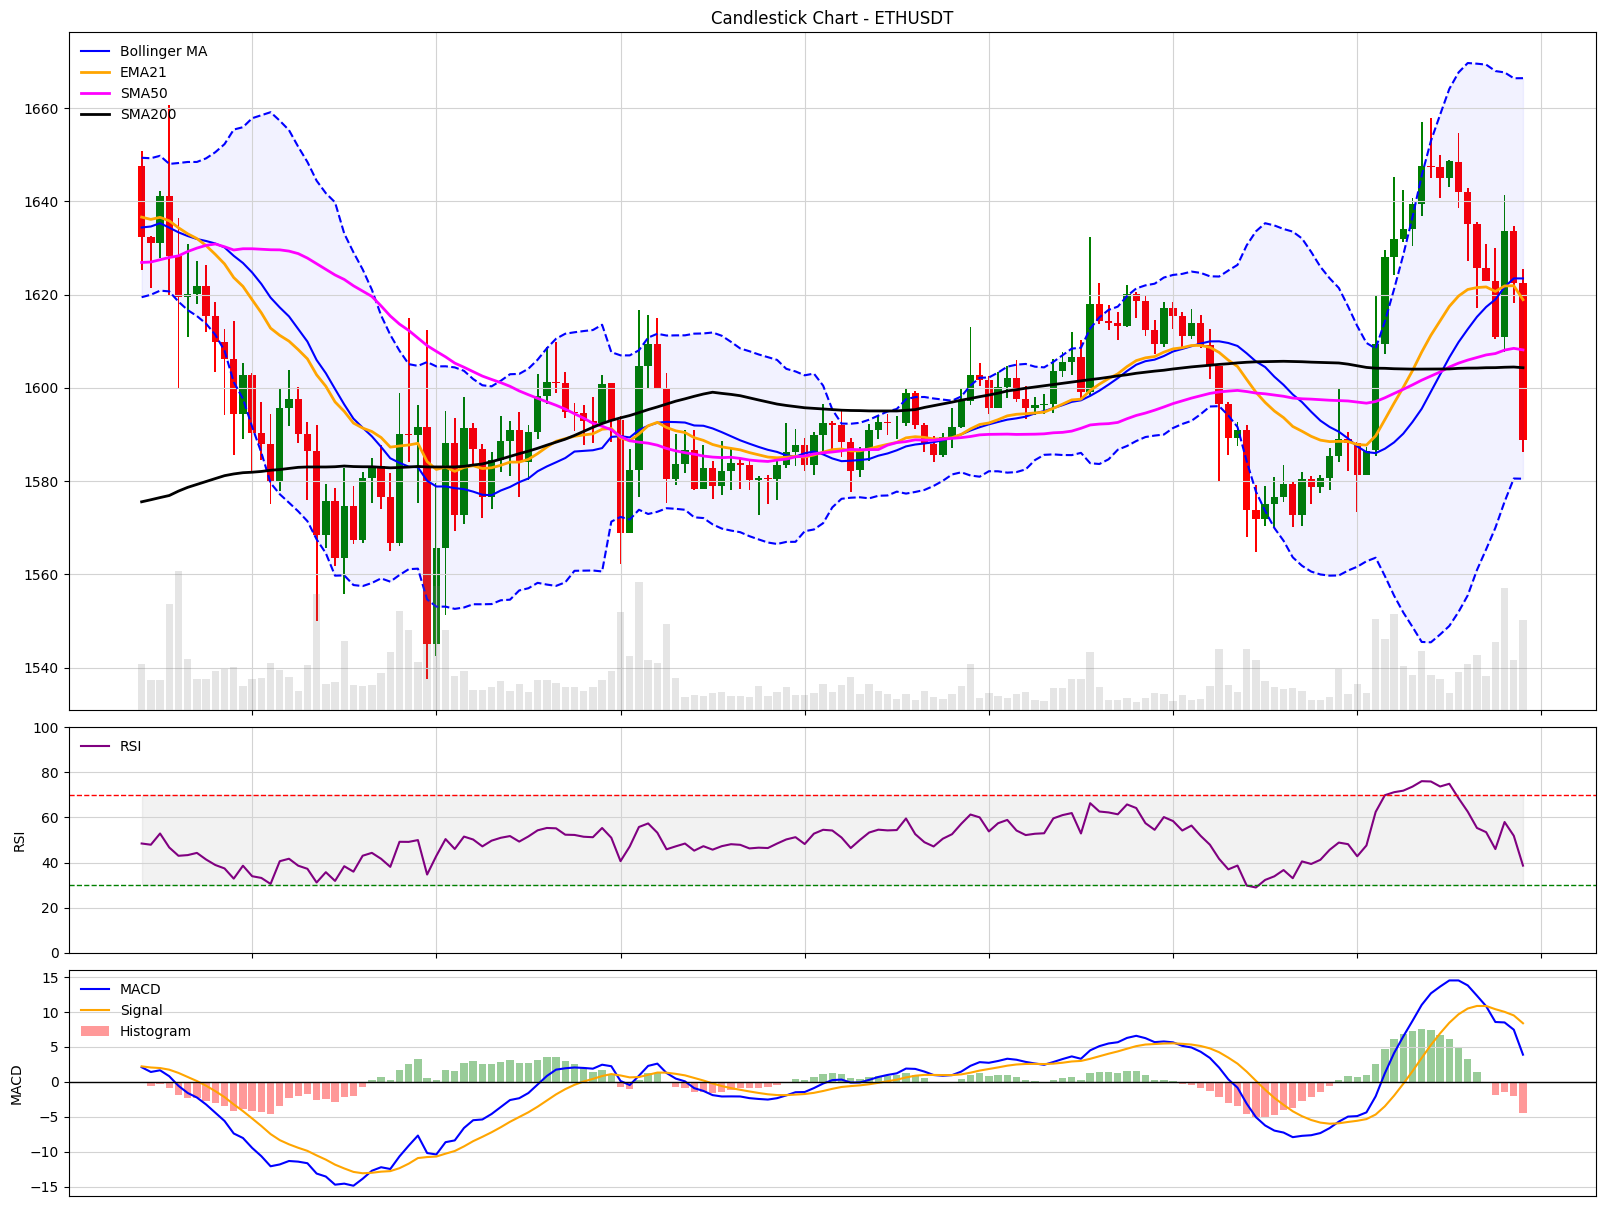 Candlestick Chart - ETHUSDT
Bollinger MA
EMA21
SMA50
SMA200
1660
1640
1620
1600
1580
1560
1540
RSI
100
80
60
40
20
0
RSI
MACD
Signal
Histogram
15
10
5
0
−5
−10
−15
MACD